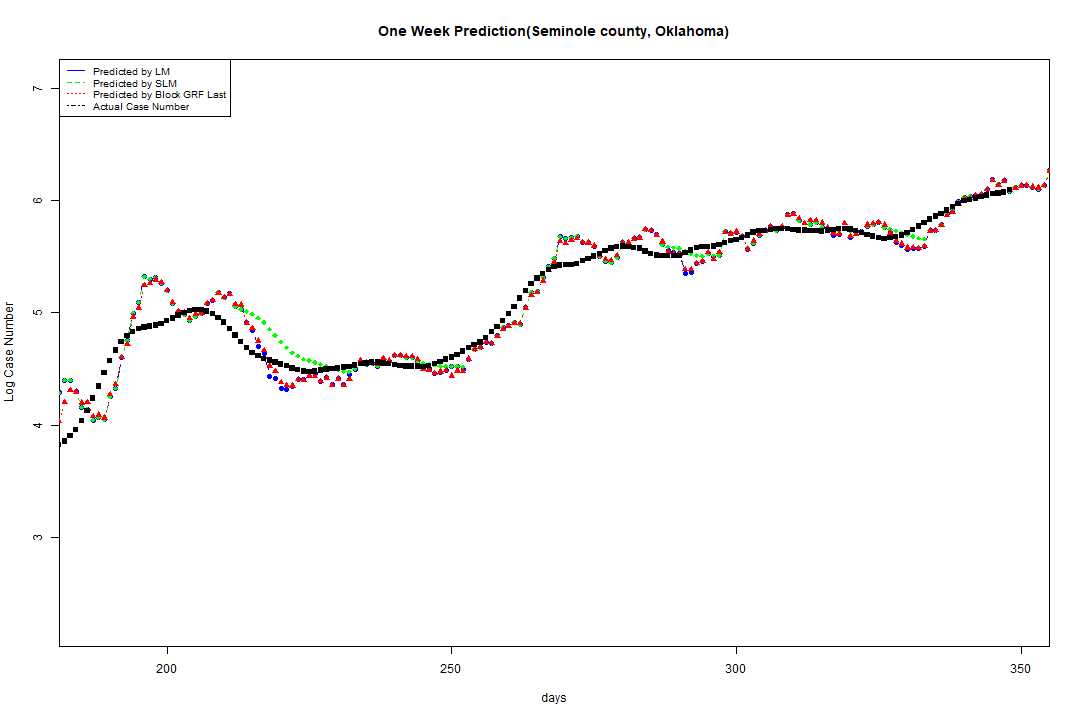 One Week Prediction(Seminole county, Oklahoma)
Predicted by LM
Predicted by SLM
Predicted by Block GRF Last
Actual Case Number
7
6
5
4
3
Log Case Number
200 250 300 350
days